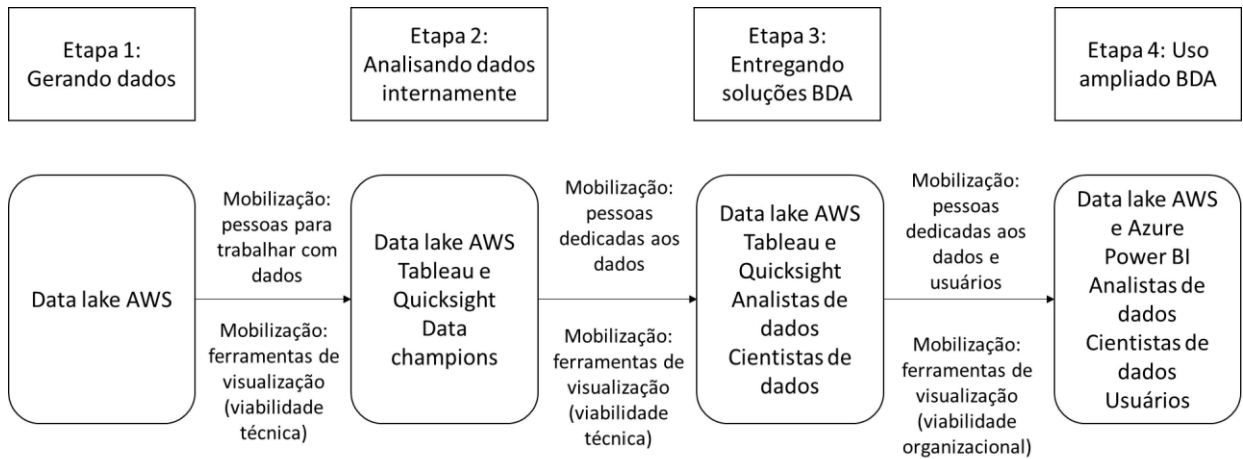 Etapa 1:
Gerando dados
Etapa 2:
Analisando dados
internamente
Etapa 3:
Entregando
soluções BDA
Etapa 4: Uso
ampliado BDA
Data lake AWS
Mobilização:
pessoas para
trabalhar com
dados
Mobilização:
ferramentas de
visualização
(viabilidade
técnica)
Data lake AWS
Tableau e
Quicksight
Data
champions
Mobilização:
pessoas
dedicadas aos
dados
Mobilização:
ferramentas de
visualização
(viabilidade
técnica)
Data lake AWS
Tableau e
Quicksight
Analistas de
dados
Cientistas de
dados
Mobilização:
pessoas
dedicadas aos
dados e
usuários
Mobilização:
ferramentas de
visualização
(viabilidade
organizacional)
Data lake AWS
e Azure
Power BI
Analistas de
dados
Cientistas de
dados
Usuários